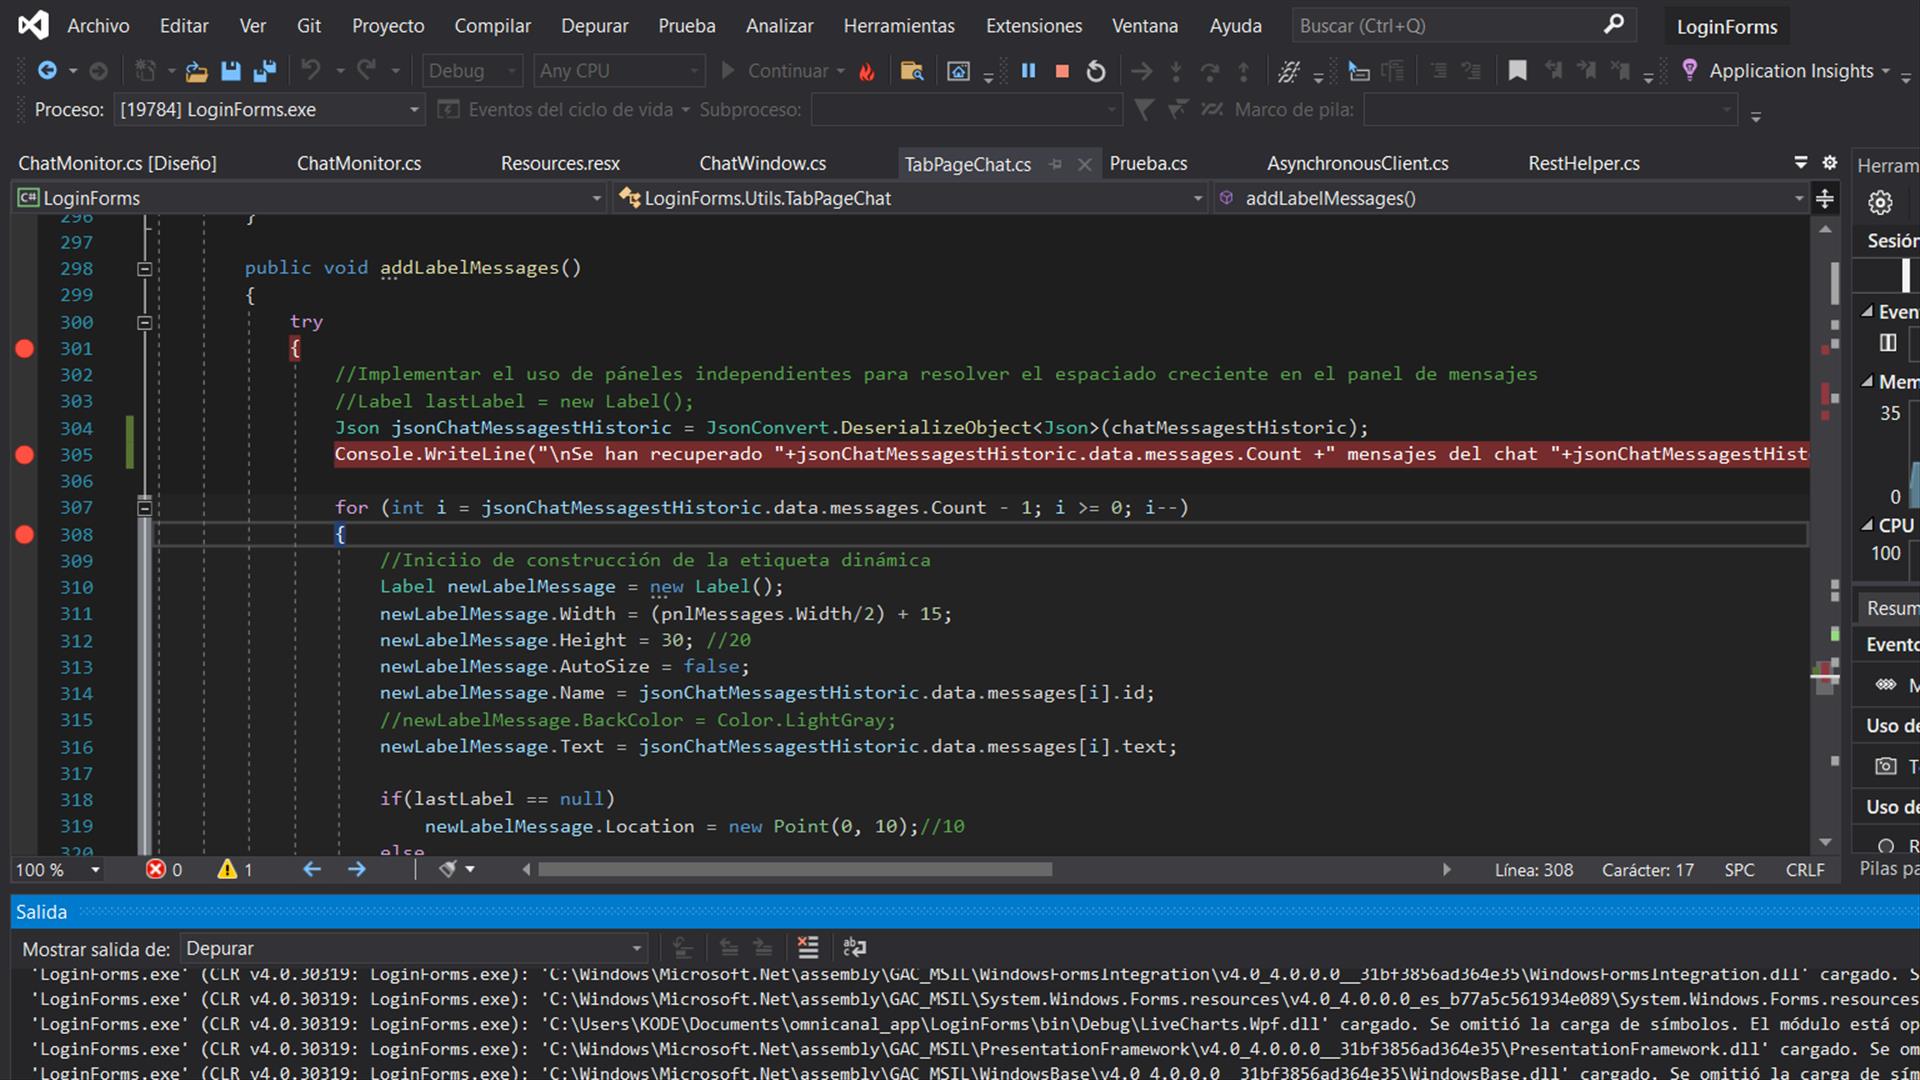 Archivo Editar Ver Git Proyecto Compilar Depurar Prueba Analizar Herramientas Extensiones Ventana Ayuda Buscar (Ctrl+Q) LoginForms
Debug Any CPU Continuar Application Insights
Proceso: [19784] LoginForms.exe Eventos del ciclo de vida Subproceso: Marco de pila:
ChatMonitor.cs [Diseño] ChatMonitor.cs Resources.resx ChatWindow.cs TabPageChat.cs Prueba.cs AsynchronousClient.cs RestHelper.cs Herram
C# LoginForms LoginForms.Utils.TabPageChat addLabelMessages()
296 }
297
298 public void addLabelMessages()
299 {
300 try
301 {
302 //Implementar el uso de páneles independientes para resolver el espaciado creciente en el panel de mensajes
303 //Label lastLabel = new Label();
304 Json jsonChatMessagestHistoric = JsonConvert.DeserializeObject<Json>(chatMessagestHistoric);
305 Console.WriteLine("\nSe han recuperado "+jsonChatMessagestHistoric.data.messages.Count +" mensajes del chat "+jsonChatMessagestHist
306
307 for (int i = jsonChatMessagestHistoric.data.messages.Count - 1; i >= 0; i--)
308 {
309 //Iniciio de construcción de la etiqueta dinámica
310 Label newLabelMessage = new Label();
311 newLabelMessage.Width = (pnlMessages.Width/2) + 15;
312 newLabelMessage.Height = 30; //20
313 newLabelMessage.AutoSize = false;
314 newLabelMessage.Name = jsonChatMessagestHistoric.data.messages[i].id;
315 //newLabelMessage.BackColor = Color.LightGray;
316 newLabelMessage.Text = jsonChatMessagestHistoric.data.messages[i].text;
317
318 if(lastLabel == null)
319 newLabelMessage.Location = new Point(0, 10);//10
320 else
Sesión
Even
Mem
35
0
CPU
100
Resum
Evento
M
Uso de
T
Uso de
R
Pilas pa
100 % 0 1 Línea: 308 Carácter: 17 SPC CRLF
Salida
Mostrar salida de: Depurar
'LoginForms.exe' (CLR v4.0.30319: LoginForms.exe): 'C:\Windows\Microsoft.Net\assembly\GAC_MSIL\WindowsFormsIntegration\v4.0_4.0.0.0__31bf3856ad364e35\WindowsFormsIntegration.dll' cargado. S
'LoginForms.exe' (CLR v4.0.30319: LoginForms.exe): 'C:\Windows\Microsoft.Net\assembly\GAC_MSIL\System.Windows.Forms.resources\v4.0_4.0.0.0_es_b77a5c561934e089\System.Windows.Forms.resources
'LoginForms.exe' (CLR v4.0.30319: LoginForms.exe): 'C:\Users\KODE\Documents\omnicanal_app\LoginForms\bin\Debug\LiveCharts.Wpf.dll' cargado. Se omitió la carga de símbolos. El módulo está op
'LoginForms.exe' (CLR v4.0.30319: LoginForms.exe): 'C:\Windows\Microsoft.Net\assembly\GAC_MSIL\PresentationFramework\v4.0_4.0.0.0__31bf3856ad364e35\PresentationFramework.dll' cargado. Se om
'LoginForms.exe' (CLR v4.0.30319: LoginForms.exe): 'C:\Windows\Microsoft.Net\assembly\GAC_MSIL\WindowsBase\v4.0_4.0.0.0__31bf3856ad364e35\WindowsBase.dll' cargado. Se omitió la carga de sím